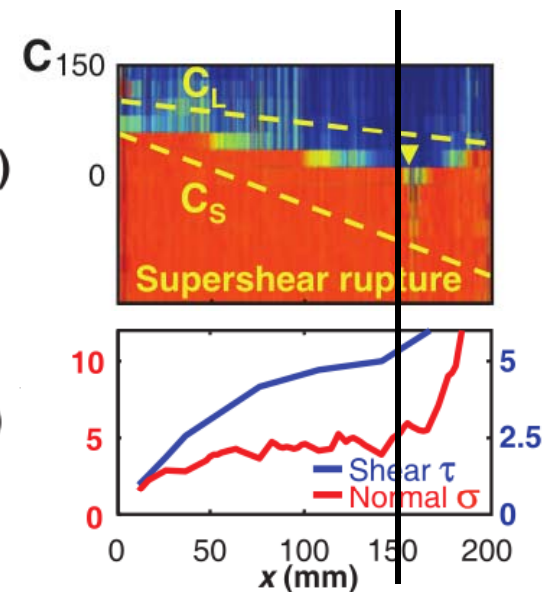 C 150
C_L
)
0
C_S
Supershear rupture
10
5
5
2.5
Shear τ
Normal σ
)
0
0
0 50 100 150 200
x (mm)